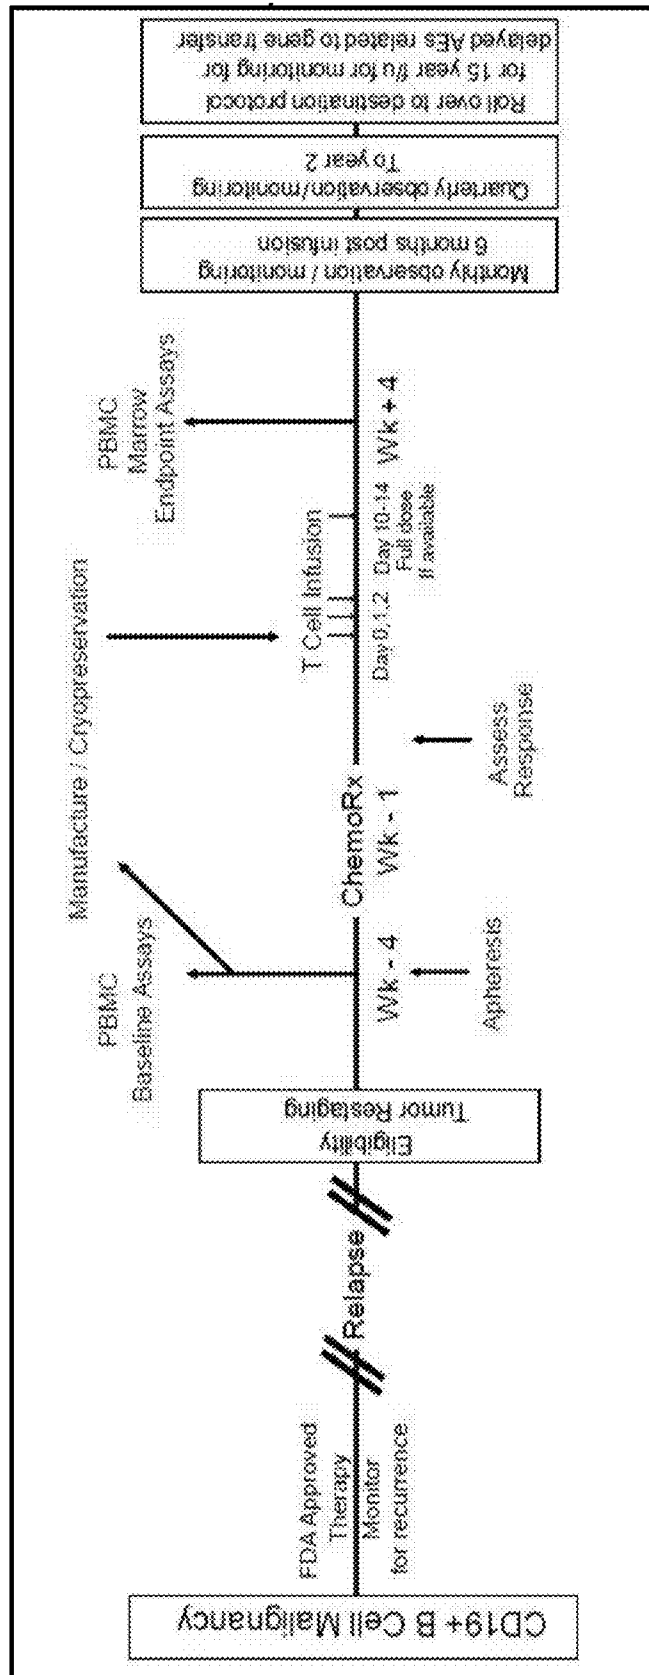 CD19+ B Cell Malignancy
FDA Approved
Therapy
Monitor
for recurrence
Relapse
Eligibility
Tumor Restaging
PBMC
Baseline Assays
Wk - 4
Apheresis
Manufacture / Cryopreservation
ChemoRx
Wk - 1
Assess
Response
T Cell Infusion
Day 0,1,2
Day 10-14
Full dose
If available
PBMC
Marrow
Endpoint Assays
Wk + 4
Monthly observation / monitoring
6 months post infusion
Quarterly observation/monitoring
To year 2
Roll over to destination protocol
for 15 year f/u for monitoring for
delayed AEs related to gene transfer